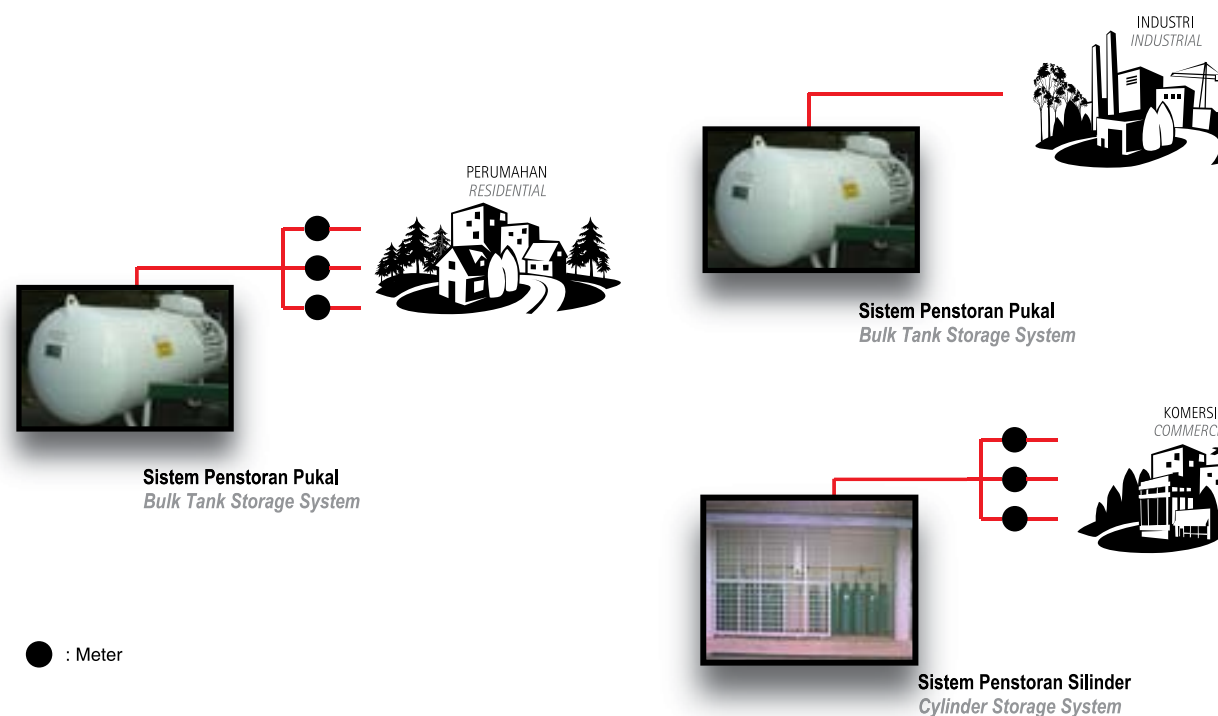 PERUMAHAN
RESIDENTIAL
Sistem Penstoran Pukal
Bulk Tank Storage System
: Meter
INDUSTRI
INDUSTRIAL
Sistem Penstoran Pukal
Bulk Tank Storage System
KOMERSI
COMMERC
Sistem Penstoran Silinder
Cylinder Storage System